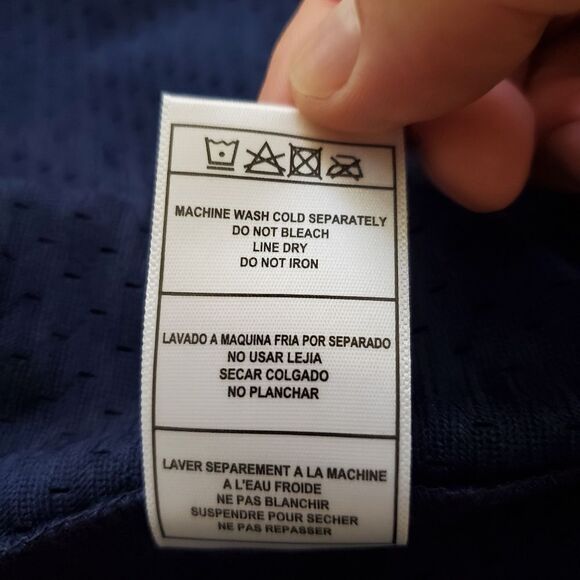 MACHINE WASH COLD SEPARATELY
DO NOT BLEACH
LINE DRY
DO NOT IRON
LAVADO A MAQUINA FRIA POR SEPARADO
NO USAR LEJIA
SECAR COLGADO
NO PLANCHAR
LAVER SEPAREMENT A LA MACHINE
A L'EAU FROIDE
NE PAS BLANCHIR
SUSPENDRE POUR SECHER
NE PAS REPASSER